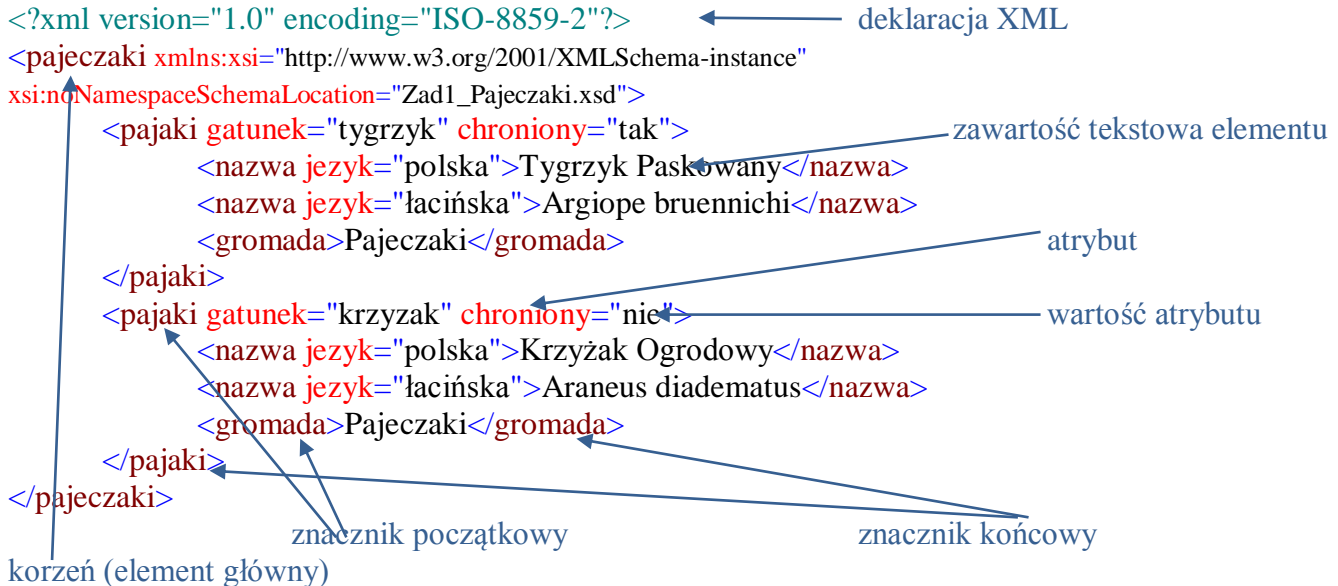 <?xml version="1.0" encoding="ISO-8859-2"?> deklaracja XML
<pajeczaki xmlns:xsi="http://www.w3.org/2001/XMLSchema-instance"
xsi:noNamespaceSchemaLocation="Zad1_Pajeczaki.xsd">
<pajaki gatunek="tygrzyk" chroniony="tak"> zawartość tekstowa elementu
<nazwa jezyk="polska">Tygrzyk Paskowany</nazwa>
<nazwa jezyk="łacińska">Argiope bruennichi</nazwa>
<gromada>Pajeczaki</gromada> atrybut
</pajaki>
<pajaki gatunek="krzyzak" chroniony="nie"> wartość atrybutu
<nazwa jezyk="polska">Krzyżak Ogrodowy</nazwa>
<nazwa jezyk="łacińska">Araneus diadematus</nazwa>
<gromada>Pajeczaki</gromada>
</pajaki>
</pajeczaki>
znacznik początkowy znacznik końcowy
korzeń (element główny)